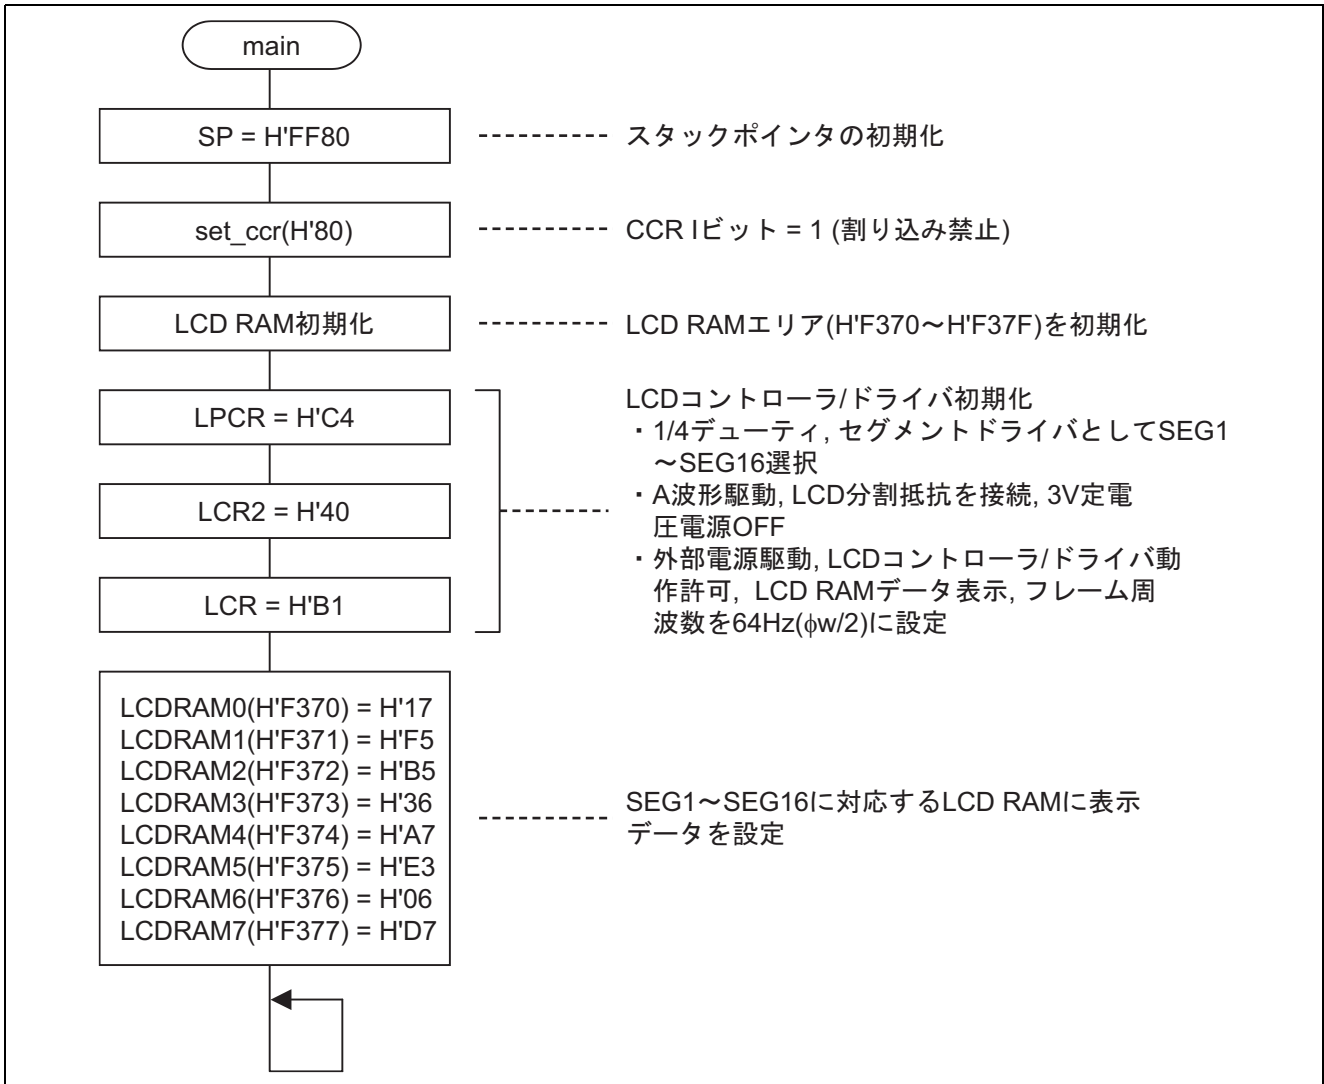 main
SP = H'FF80
スタックポインタの初期化
set_ccr(H'80)
CCR Iビット = 1 (割り込み禁止)
LCD RAM初期化
LCD RAMエリア(H'F370～H'F37F)を初期化
LPCR = H'C4
LCR2 = H'40
LCR = H'B1
LCDコントローラ/ドライバ初期化
・1/4デューティ, セグメントドライバとしてSEG1
～SEG16選択
・A波形駆動, LCD分割抵抗を接続, 3V定電
圧電源OFF
・外部電源駆動, LCDコントローラ/ドライバ動
作許可, LCD RAMデータ表示, フレーム周
波数を64Hz(ϕw/2)に設定
LCDRAM0(H'F370) = H'17
LCDRAM1(H'F371) = H'F5
LCDRAM2(H'F372) = H'B5
LCDRAM3(H'F373) = H'36
LCDRAM4(H'F374) = H'A7
LCDRAM5(H'F375) = H'E3
LCDRAM6(H'F376) = H'06
LCDRAM7(H'F377) = H'D7
SEG1～SEG16に対応するLCD RAMに表示
データを設定